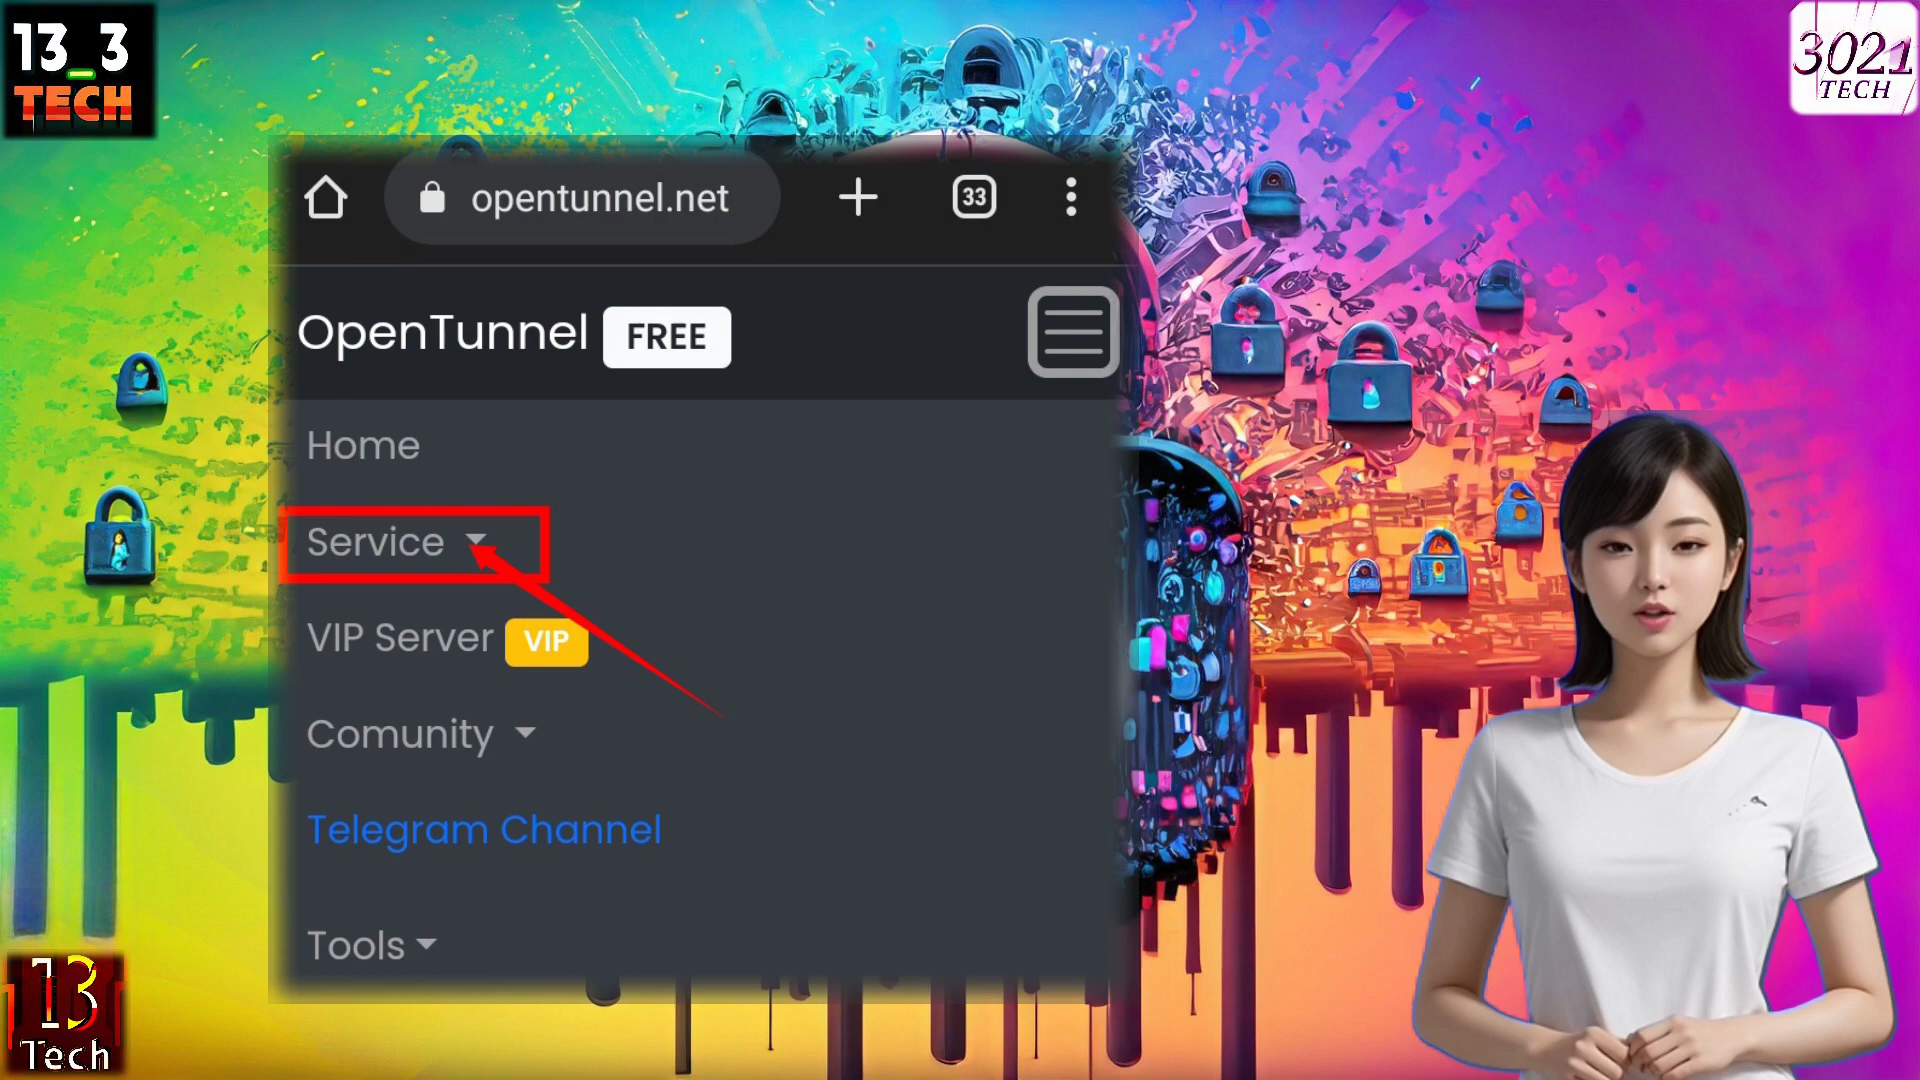 13_3
TECH
3021
TECH
opentunnel.net
33
OpenTunnel FREE
Home
Service
VIP Server VIP
Comunity
Telegram Channel
Tools
13
Tech